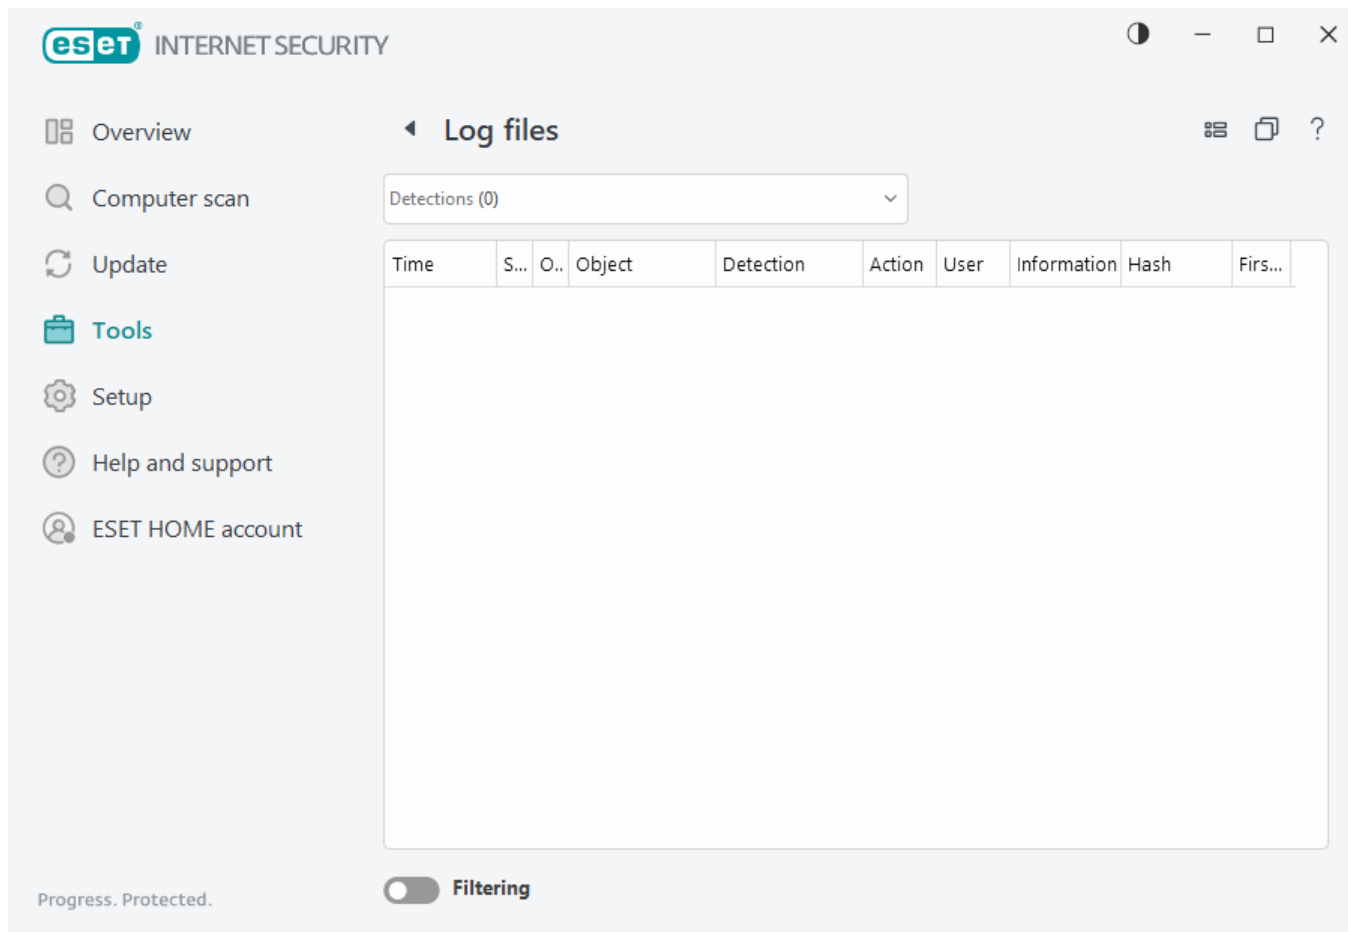 eset® INTERNET SECURITY
Overview
Computer scan
Update
Tools
Setup
Help and support
ESET HOME account
Progress. Protected.
Log files
?
Detections (0)
Time S... O.. Object Detection Action User Information Hash Firs...
Filtering